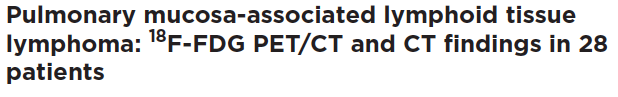 Pulmonary mucosa-associated lymphoid tissue
lymphoma: ¹⁸F-FDG PET/CT and CT findings in 28
patients